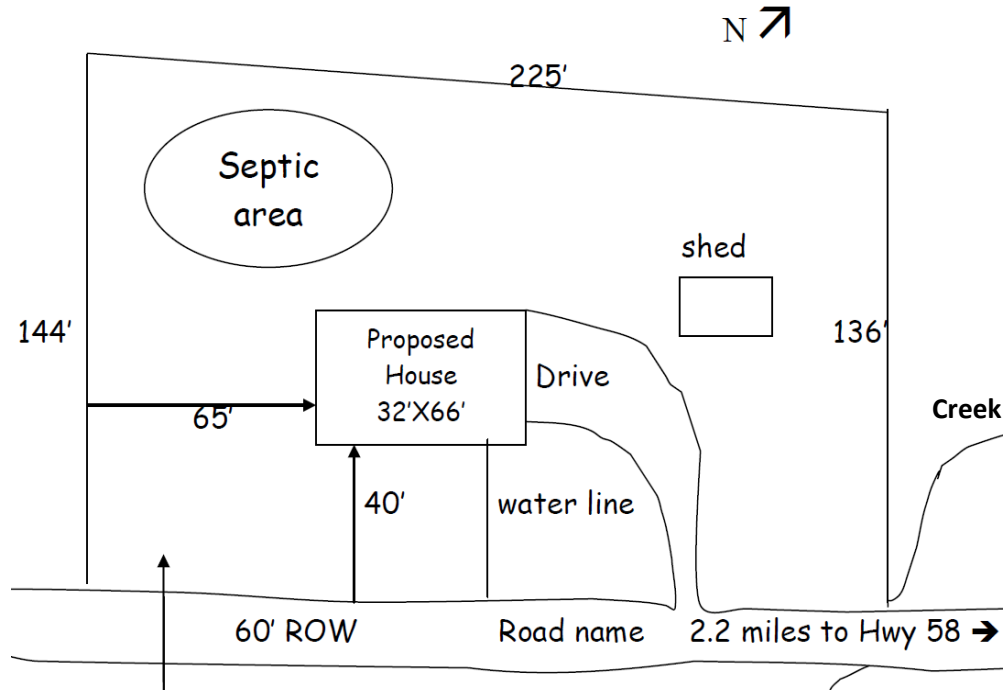 N
225'
Septic
area
shed
144'
Proposed
House
32'X66'
Drive
136'
65'
Creek
40'
water line
60' ROW
Road name
2.2 miles to Hwy 58 →